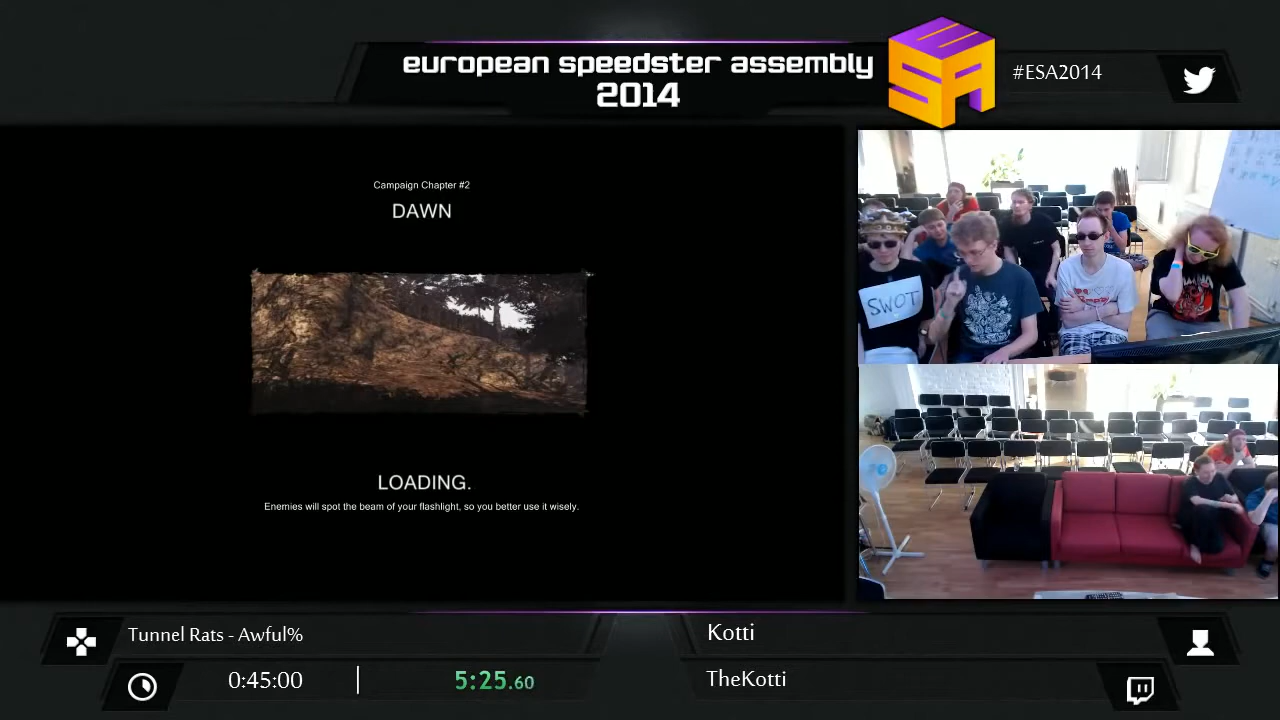 european speedster assembly
2014
ESA
#ESA2014
Campaign Chapter #2
DAWN
LOADING.
Enemies will spot the beam of your flashlight, so you better use it wisely.
SWOT
Tunnel Rats - Awful%
0:45:00
5:25.60
Kotti
TheKotti